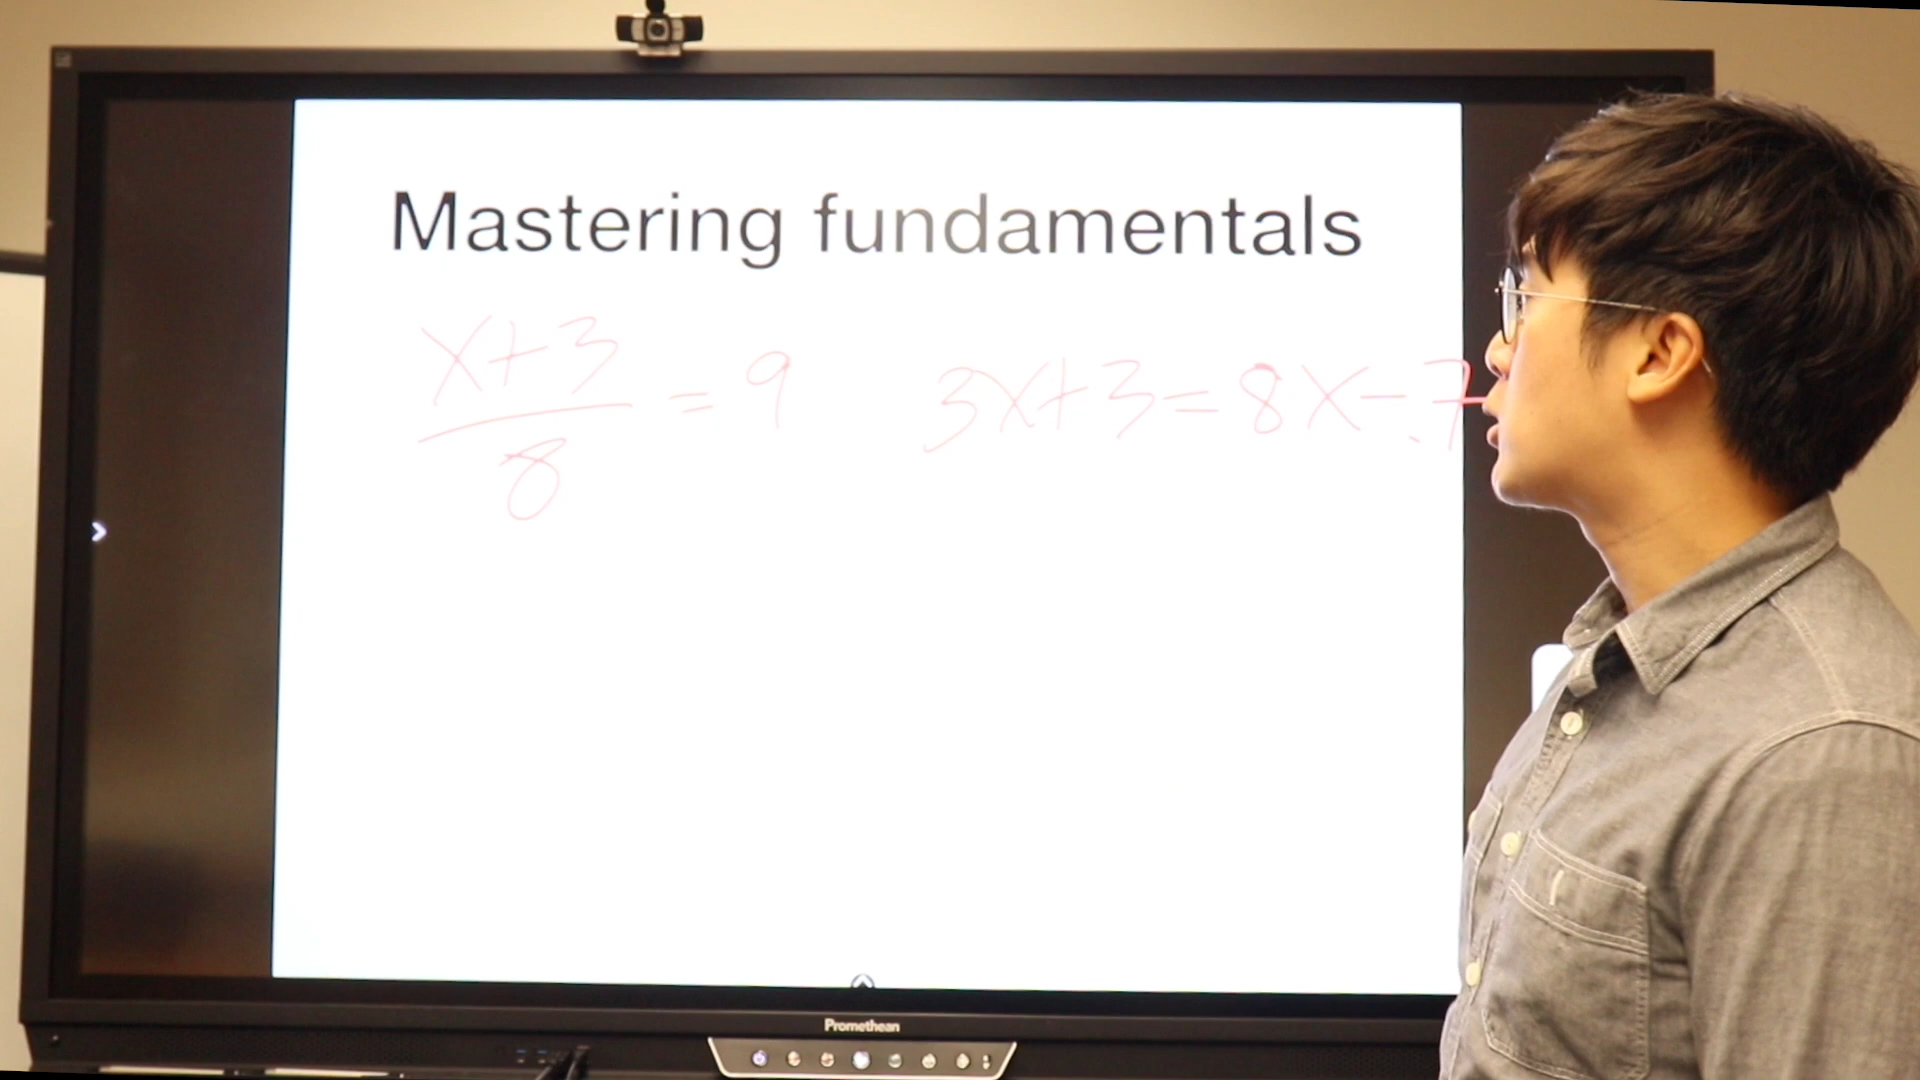 Mastering fundamentals
x+3
8
= 9
3x+3=8x-7
Promethean